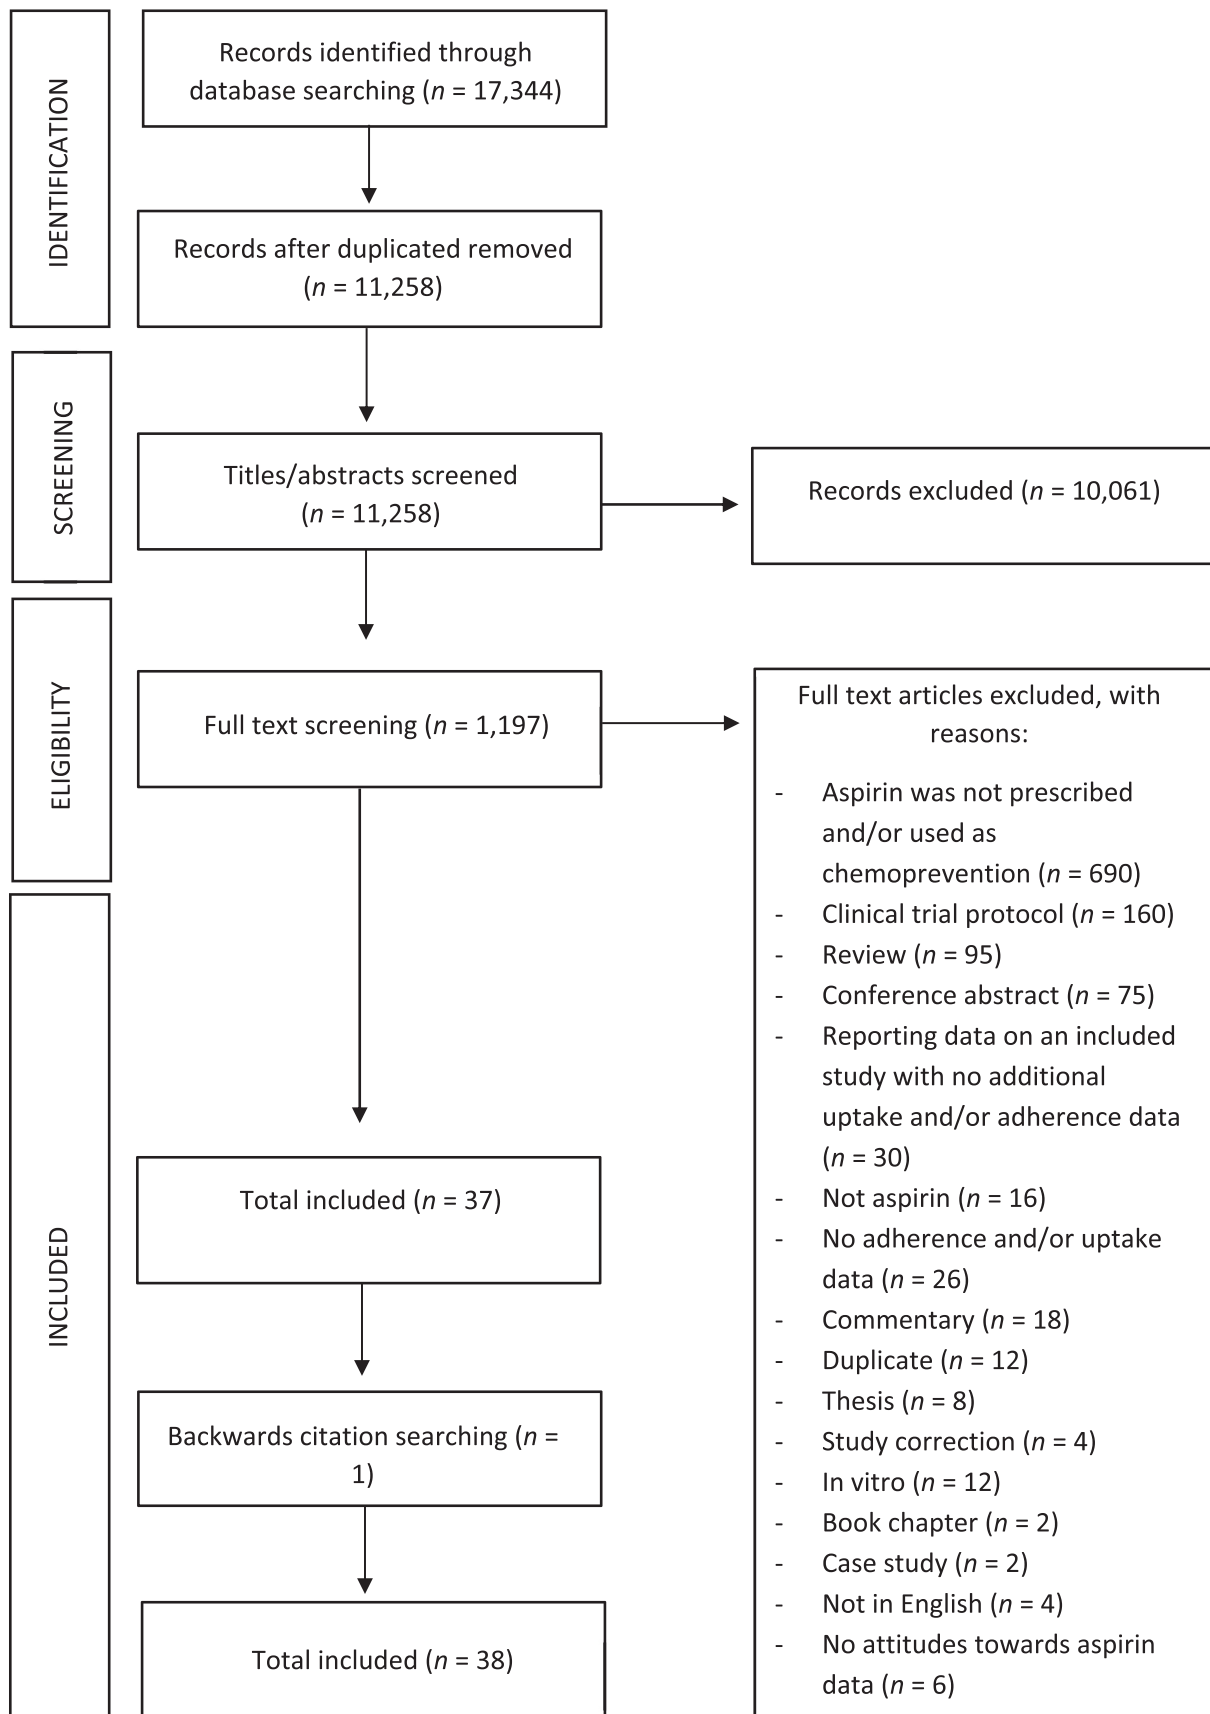 IDENTIFICATION
Records identified through
database searching (n = 17,344)
Records after duplicated removed
(n = 11,258)
SCREENING
Titles/abstracts screened
(n = 11,258)
Records excluded (n = 10,061)
ELIGIBILITY
Full text screening (n = 1,197)
Full text articles excluded, with
reasons:
- Aspirin was not prescribed
and/or used as
chemoprevention (n = 690)
- Clinical trial protocol (n = 160)
- Review (n = 95)
- Conference abstract (n = 75)
- Reporting data on an included
study with no additional
uptake and/or adherence data
(n = 30)
- Not aspirin (n = 16)
- No adherence and/or uptake
data (n = 26)
- Commentary (n = 18)
- Duplicate (n = 12)
- Thesis (n = 8)
- Study correction (n = 4)
- In vitro (n = 12)
- Book chapter (n = 2)
- Case study (n = 2)
- Not in English (n = 4)
- No attitudes towards aspirin
data (n = 6)
INCLUDED
Total included (n = 37)
Backwards citation searching (n =
1)
Total included (n = 38)